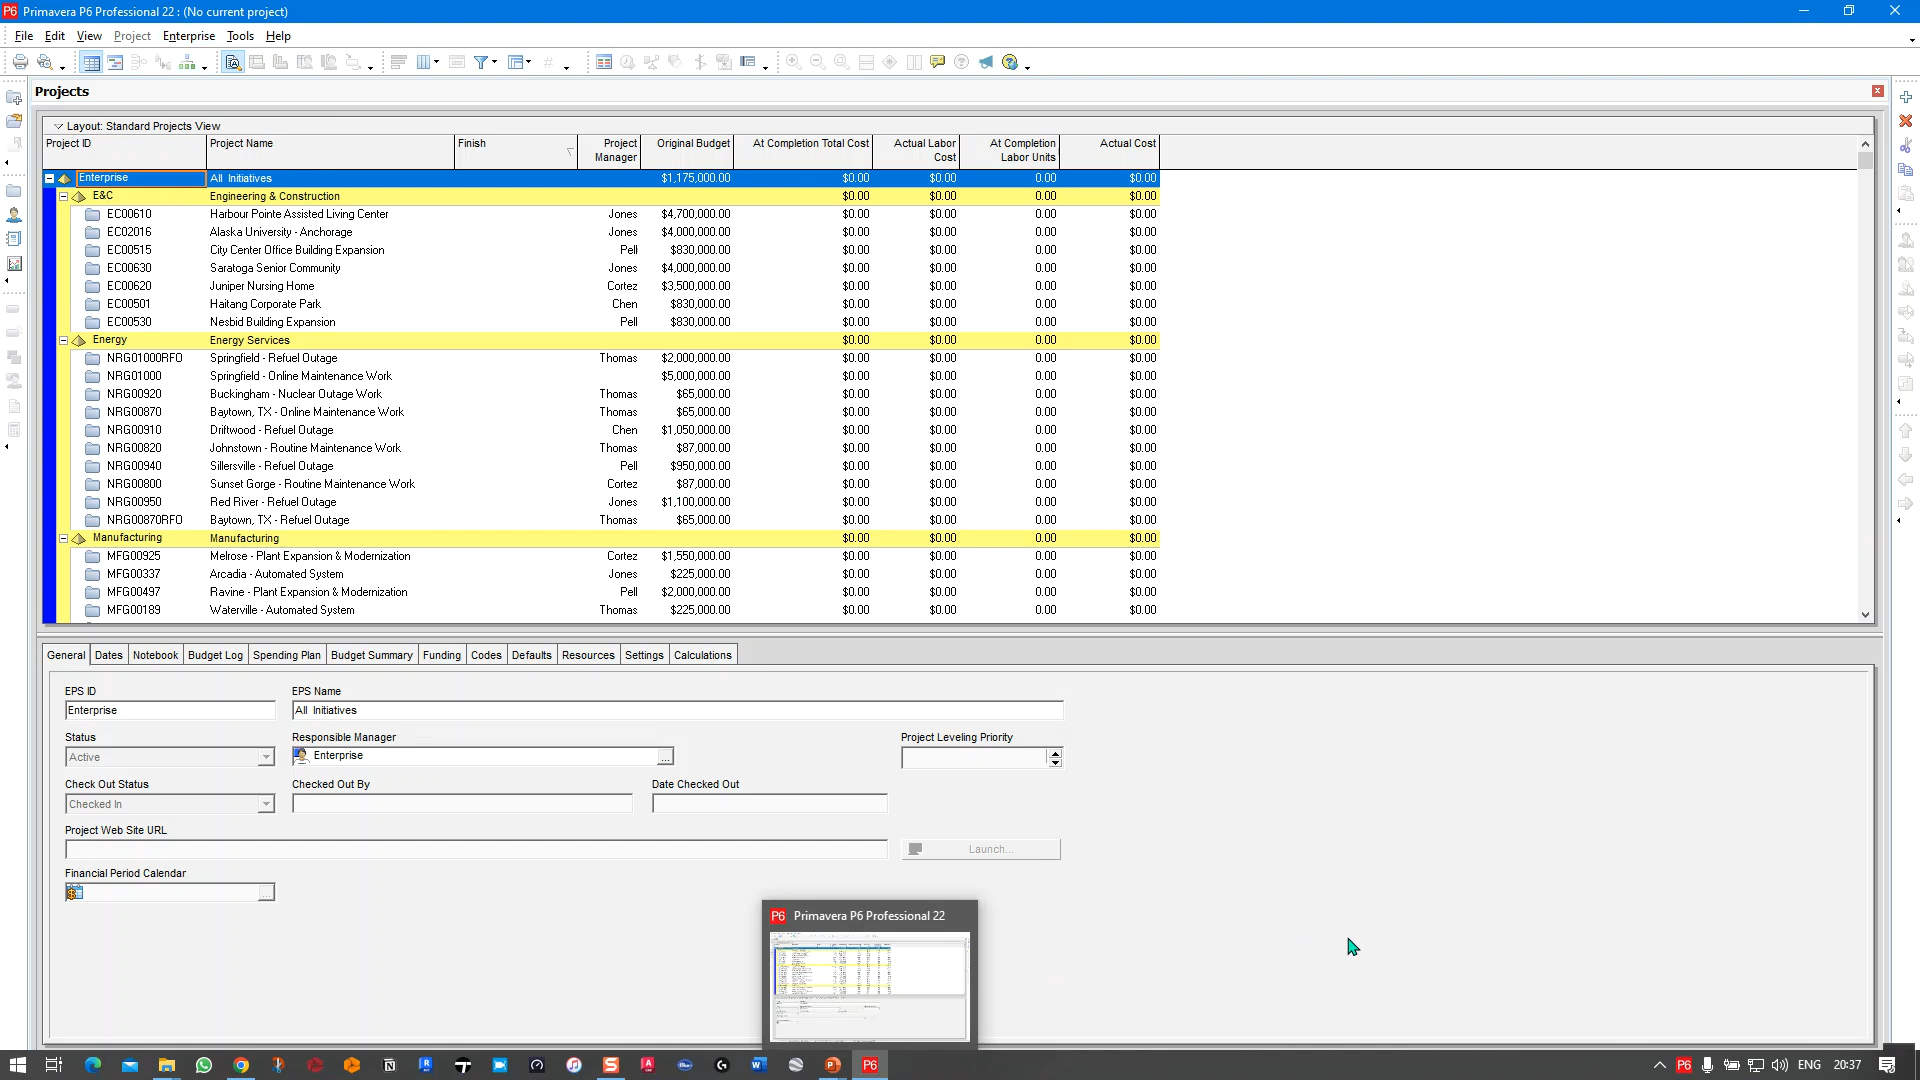 P6 Primavera P6 Professional 22 : (No current project)
File Edit View Project Enterprise Tools Help
Projects
Layout: Standard Projects View
Project ID Project Name Finish Project Manager Original Budget At Completion Total Cost Actual Labor Cost At Completion Labor Units Actual Cost
Enterprise All Initiatives $1,175,000.00 $0.00 $0.00 0.00 $0.00
E&C Engineering & Construction $0.00 $0.00 0.00 $0.00
EC00610 Harbour Pointe Assisted Living Center Jones $4,700,000.00 $0.00 $0.00 0.00 $0.00
EC02016 Alaska University - Anchorage Jones $4,000,000.00 $0.00 $0.00 0.00 $0.00
EC00515 City Center Office Building Expansion Pell $830,000.00 $0.00 $0.00 0.00 $0.00
EC00630 Saratoga Senior Community Jones $4,000,000.00 $0.00 $0.00 0.00 $0.00
EC00620 Juniper Nursing Home Cortez $3,500,000.00 $0.00 $0.00 0.00 $0.00
EC00501 Haitang Corporate Park Chen $830,000.00 $0.00 $0.00 0.00 $0.00
EC00530 Nesbid Building Expansion Pell $830,000.00 $0.00 $0.00 0.00 $0.00
Energy Energy Services $0.00 $0.00 0.00 $0.00
NRG01000RFO Springfield - Refuel Outage Thomas $2,000,000.00 $0.00 $0.00 0.00 $0.00
NRG01000 Springfield - Online Maintenance Work $5,000,000.00 $0.00 $0.00 0.00 $0.00
NRG00920 Buckingham - Nuclear Outage Work Thomas $65,000.00 $0.00 $0.00 0.00 $0.00
NRG00870 Baytown, TX - Online Maintenance Work Thomas $65,000.00 $0.00 $0.00 0.00 $0.00
NRG00910 Driftwood - Refuel Outage Chen $1,050,000.00 $0.00 $0.00 0.00 $0.00
NRG00820 Johnstown - Routine Maintenance Work Thomas $87,000.00 $0.00 $0.00 0.00 $0.00
NRG00940 Sillersville - Refuel Outage Pell $950,000.00 $0.00 $0.00 0.00 $0.00
NRG00800 Sunset Gorge - Routine Maintenance Work Cortez $87,000.00 $0.00 $0.00 0.00 $0.00
NRG00950 Red River - Refuel Outage Jones $1,100,000.00 $0.00 $0.00 0.00 $0.00
NRG00870RFO Baytown, TX - Refuel Outage Thomas $65,000.00 $0.00 $0.00 0.00 $0.00
Manufacturing Manufacturing $0.00 $0.00 0.00 $0.00
MFG00925 Melrose - Plant Expansion & Modernization Cortez $1,550,000.00 $0.00 $0.00 0.00 $0.00
MFG00337 Arcadia - Automated System Jones $225,000.00 $0.00 $0.00 0.00 $0.00
MFG00497 Ravine - Plant Expansion & Modernization Pell $2,000,000.00 $0.00 $0.00 0.00 $0.00
MFG00189 Waterville - Automated System Thomas $225,000.00 $0.00 $0.00 0.00 $0.00
General Dates Notebook Budget Log Spending Plan Budget Summary Funding Codes Defaults Resources Settings Calculations
EPS ID EPS Name
Enterprise All Initiatives
Status Responsible Manager Project Leveling Priority
Active Enterprise ...
Check Out Status Checked Out By Date Checked Out
Checked In
Project Web Site URL
Launch...
Financial Period Calendar
...
P6 Primavera P6 Professional 22
P6 P6 ENG 20:37